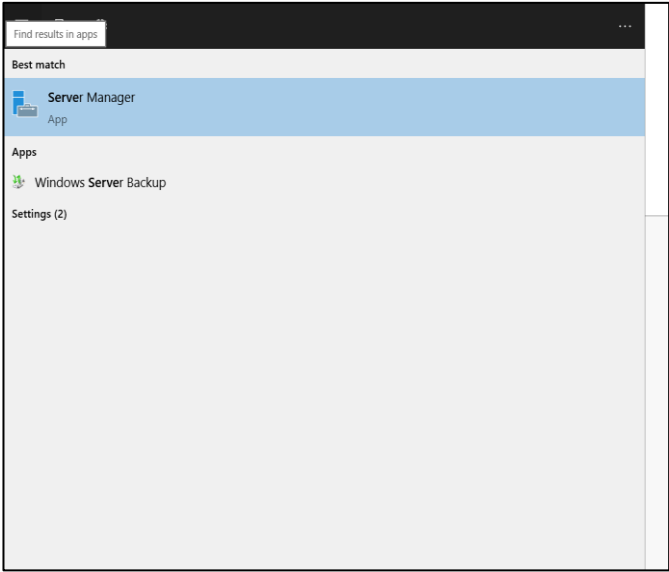 Find results in apps
...
Best match
Server Manager
App
Apps
Windows Server Backup
Settings (2)